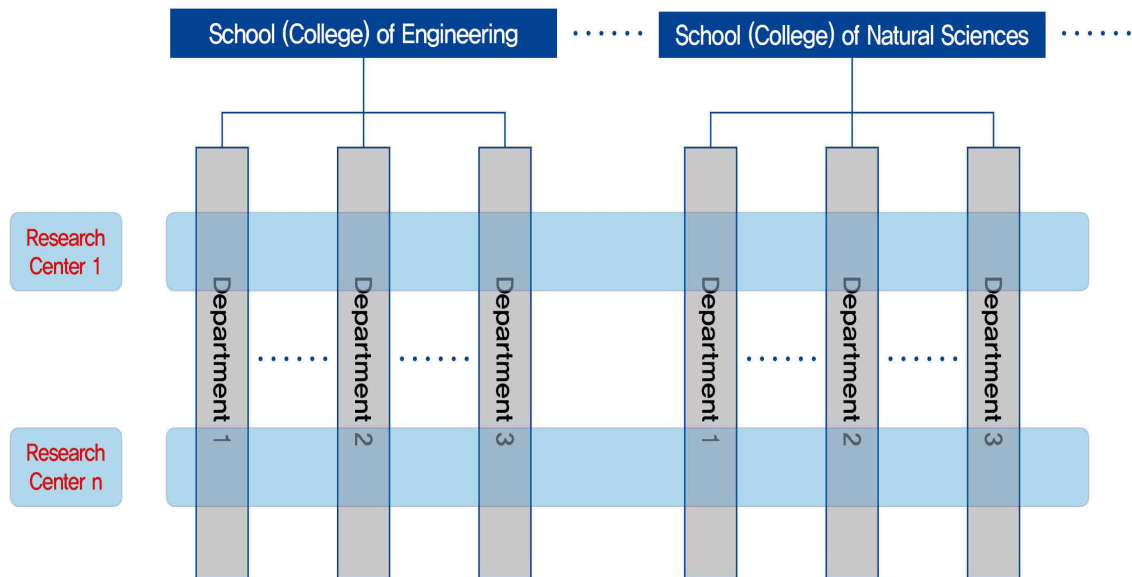 School (College) of Engineering
School (College) of Natural Sciences
Research
Center 1
Department 1
Department 2
Department 3
Department 1
Department 2
Department 3
Research
Center n